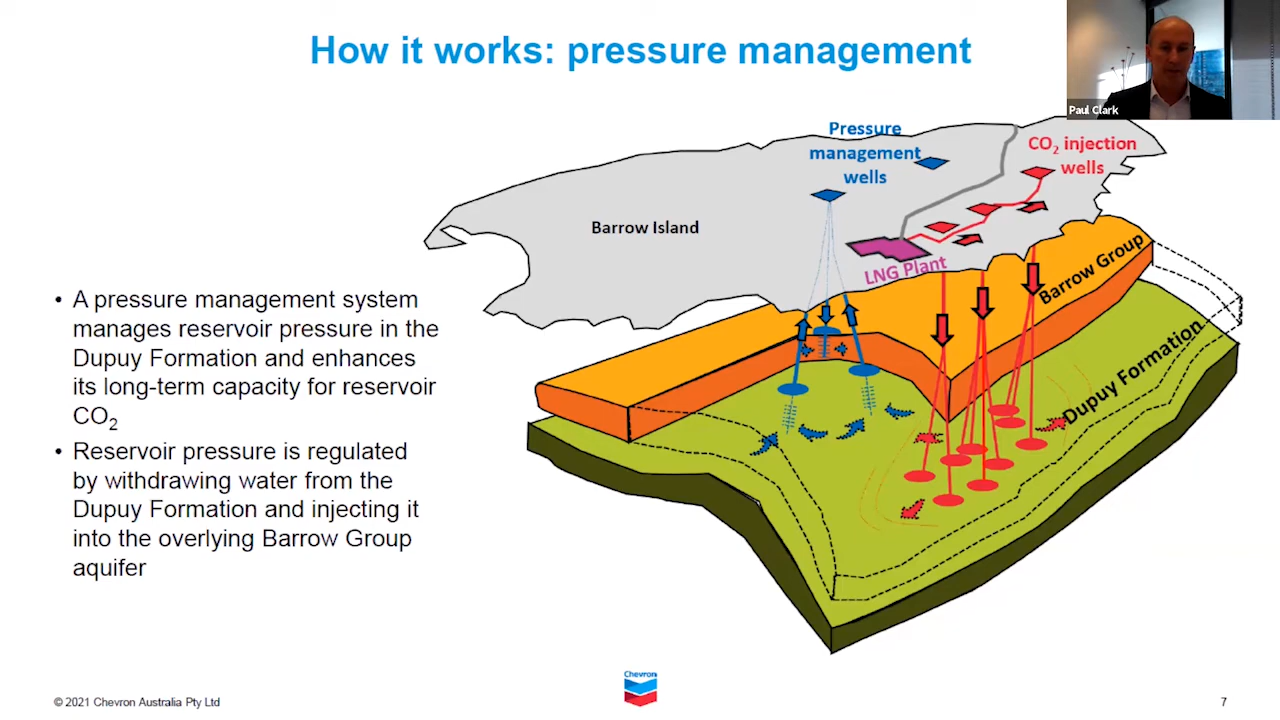 How it works: pressure management
Paul Clark
Pressure
management
wells
CO2 injection
wells
Barrow Island
LNG Plant
Barrow Group
Dupuy Formation
• A pressure management system
manages reservoir pressure in the
Dupuy Formation and enhances
its long-term capacity for reservoir
CO2
• Reservoir pressure is regulated
by withdrawing water from the
Dupuy Formation and injecting it
into the overlying Barrow Group
aquifer
© 2021 Chevron Australia Pty Ltd
Chevron
7